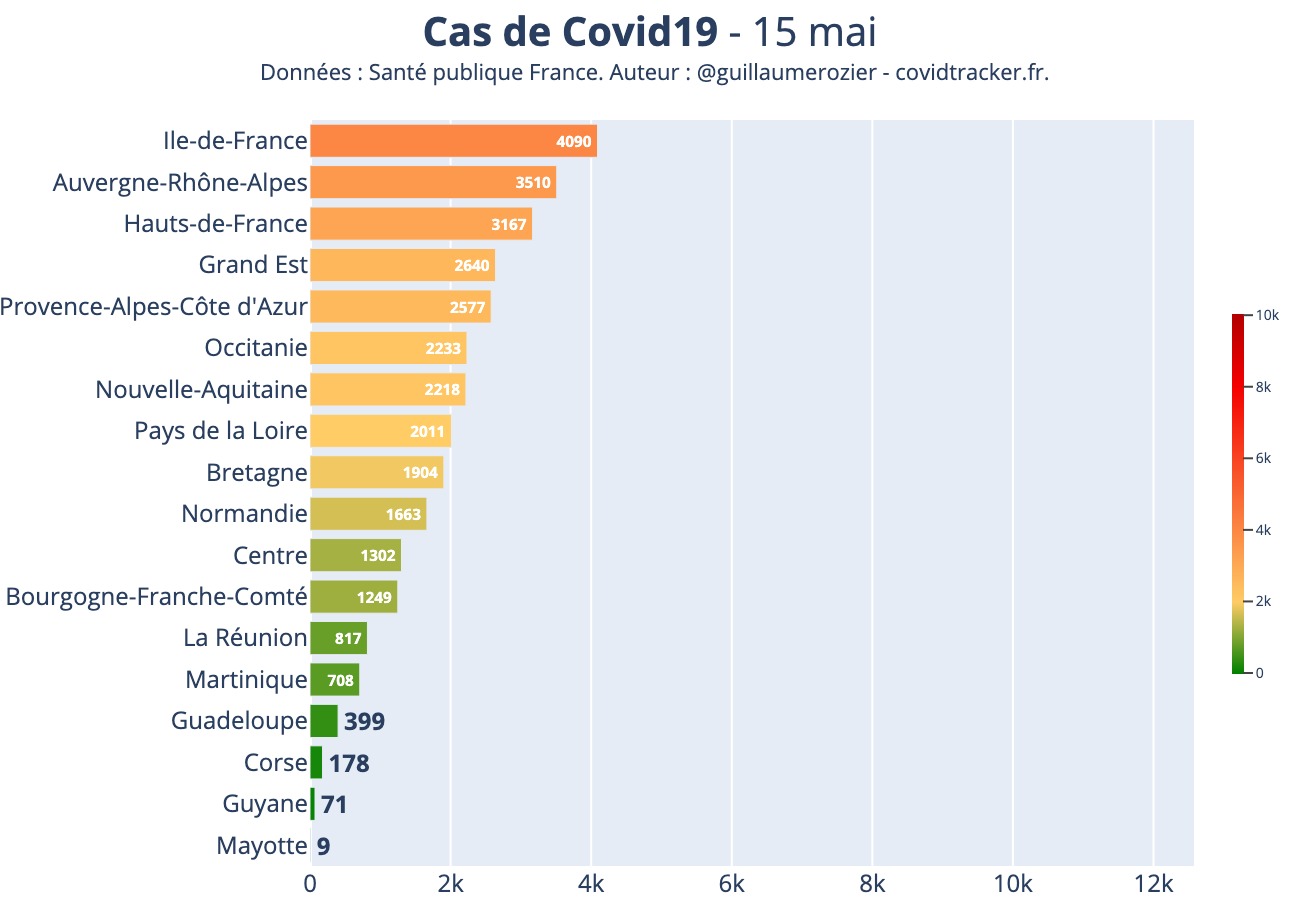 Cas de Covid19 - 15 mai
Données : Santé publique France. Auteur : @guillaumerozier - covidtracker.fr.
Ile-de-France 4090
Auvergne-Rhône-Alpes 3510
Hauts-de-France 3167
Grand Est 2640
Provence-Alpes-Côte d'Azur 2577
Occitanie 2233
Nouvelle-Aquitaine 2218
Pays de la Loire 2011
Bretagne 1904
Normandie 1663
Centre 1302
Bourgogne-Franche-Comté 1249
La Réunion 817
Martinique 708
Guadeloupe 399
Corse 178
Guyane 71
Mayotte 9
0 2k 4k 6k 8k 10k 12k
10k
8k
6k
4k
2k
0